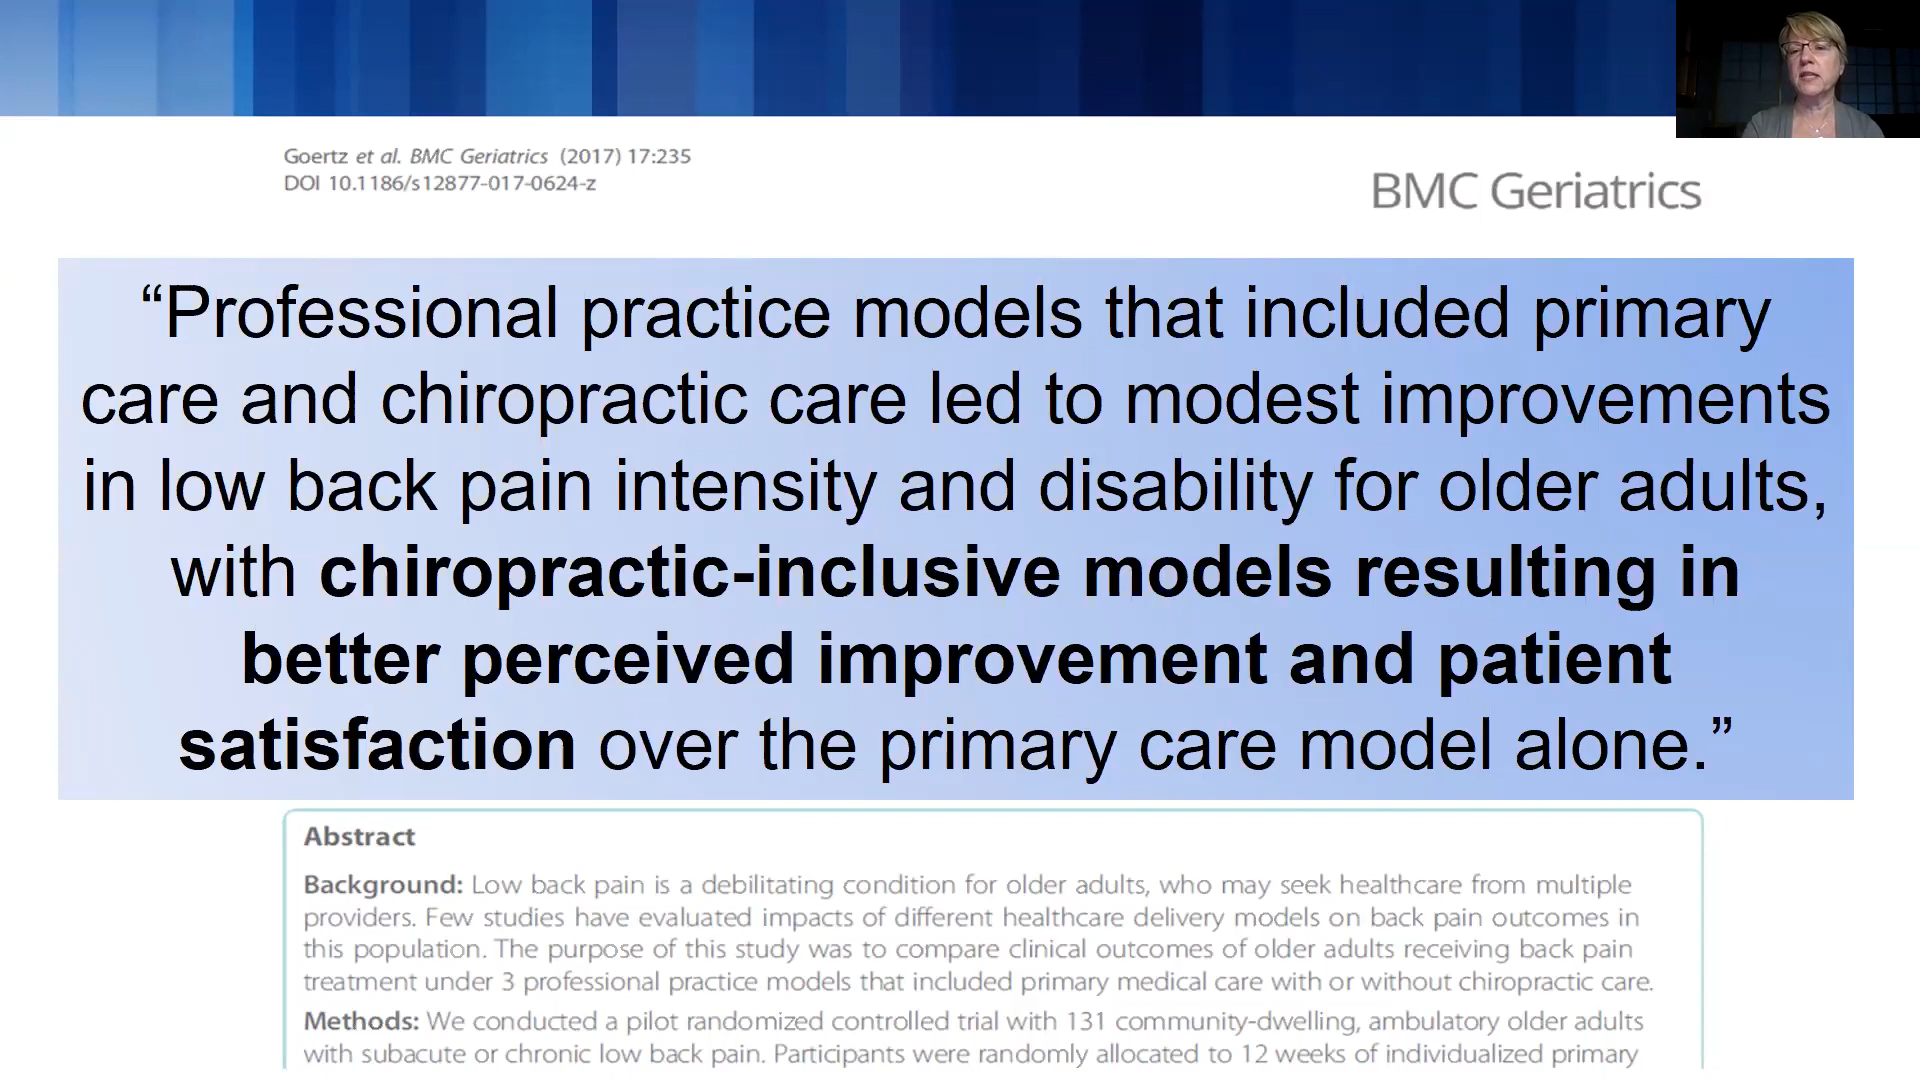 Goertz et al. BMC Geriatrics (2017) 17:235
DOI 10.1186/s12877-017-0624-z
BMC Geriatrics
“Professional practice models that included primary
care and chiropractic care led to modest improvements
in low back pain intensity and disability for older adults,
with chiropractic-inclusive models resulting in
better perceived improvement and patient
satisfaction over the primary care model alone.”
Abstract
Background: Low back pain is a debilitating condition for older adults, who may seek healthcare from multiple
providers. Few studies have evaluated impacts of different healthcare delivery models on back pain outcomes in
this population. The purpose of this study was to compare clinical outcomes of older adults receiving back pain
treatment under 3 professional practice models that included primary medical care with or without chiropractic care.
Methods: We conducted a pilot randomized controlled trial with 131 community-dwelling, ambulatory older adults
with subacute or chronic low back pain. Participants were randomly allocated to 12 weeks of individualized primary